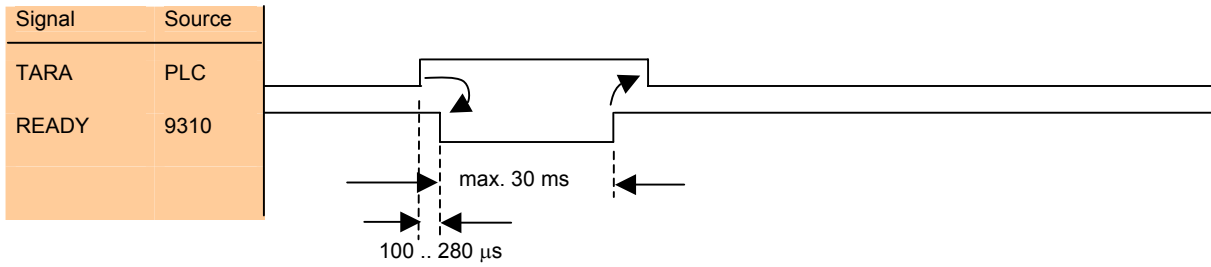 Signal Source
TARA PLC
READY 9310
max. 30 ms
100 .. 280 μs